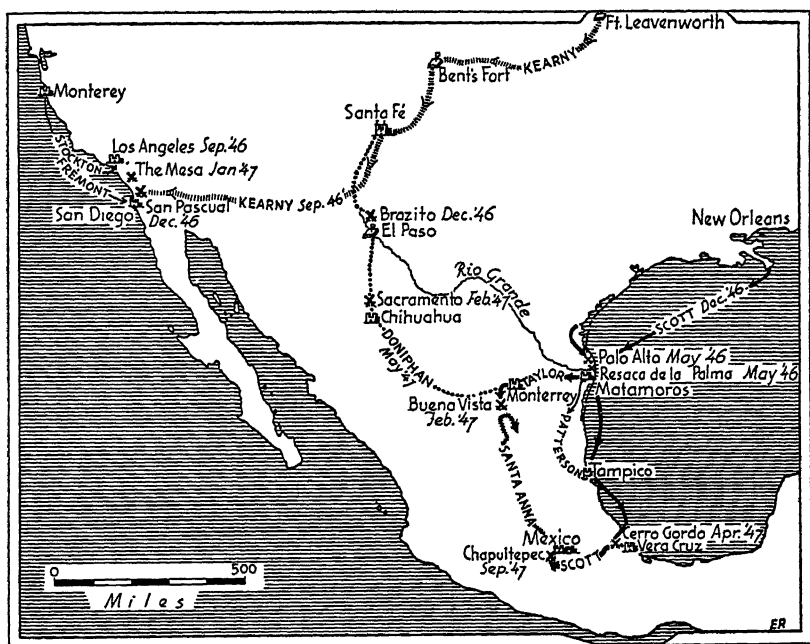 Ft. Leavenworth
KEARNY
Bent's Fort
Monterey
Santa Fé
Los Angeles Sep.'46
The Mesa Jan'47
STOCKTON
FREMONT
KEARNY Sep.'46
San Diego
San Pascual
Dec.'46
Brazito Dec.'46
El Paso
New Orleans
Rio Grande
SCOTT Dec.'46
Sacramento Feb.'47
Chihuahua
DONIPHAN
May '47
Palo Alto May '46
Resaca de la Palma May '46
TAYLOR
Matamoros
Monterrey
Buena Vista
Feb.'47
PATTERSON
SANTA ANNA
Tampico
Mexico
Cerro Gordo Apr.'47
Vera Cruz
Chapultepec
Sep.'47
SCOTT
0 500
Miles
ER